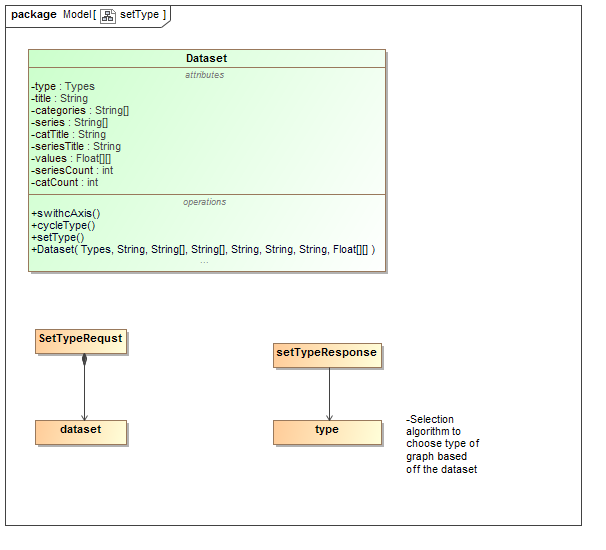 package Model[ setType ]
Dataset
attributes
-type : Types
-title : String
-categories : String[]
-series : String[]
-catTitle : String
-seriesTitle : String
-values : Float[][]
-seriesCount : int
-catCount : int
operations
+swithcAxis()
+cycleType()
+setType()
+Dataset( Types, String, String[], String[], String, String, String, Float[][] )
...
SetTypeRequst
setTypeResponse
dataset
type
-Selection
algorithm to
choose type of
graph based
off the dataset